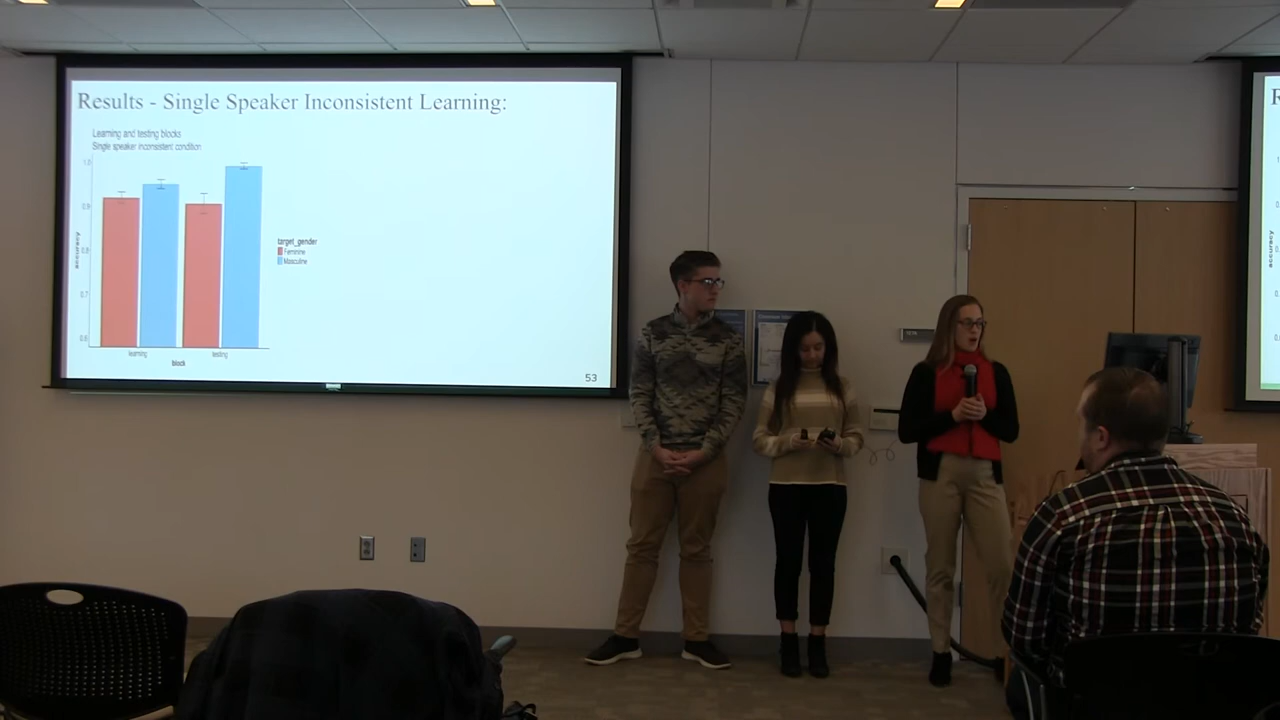 Results - Single Speaker Inconsistent Learning:
Learning and testing blocks
Single speaker inconsistent condition
1.0
0.9
0.8
0.7
0.6
accuracy
learning
testing
block
target_gender
Feminine
Masculine
53
R
accuracy